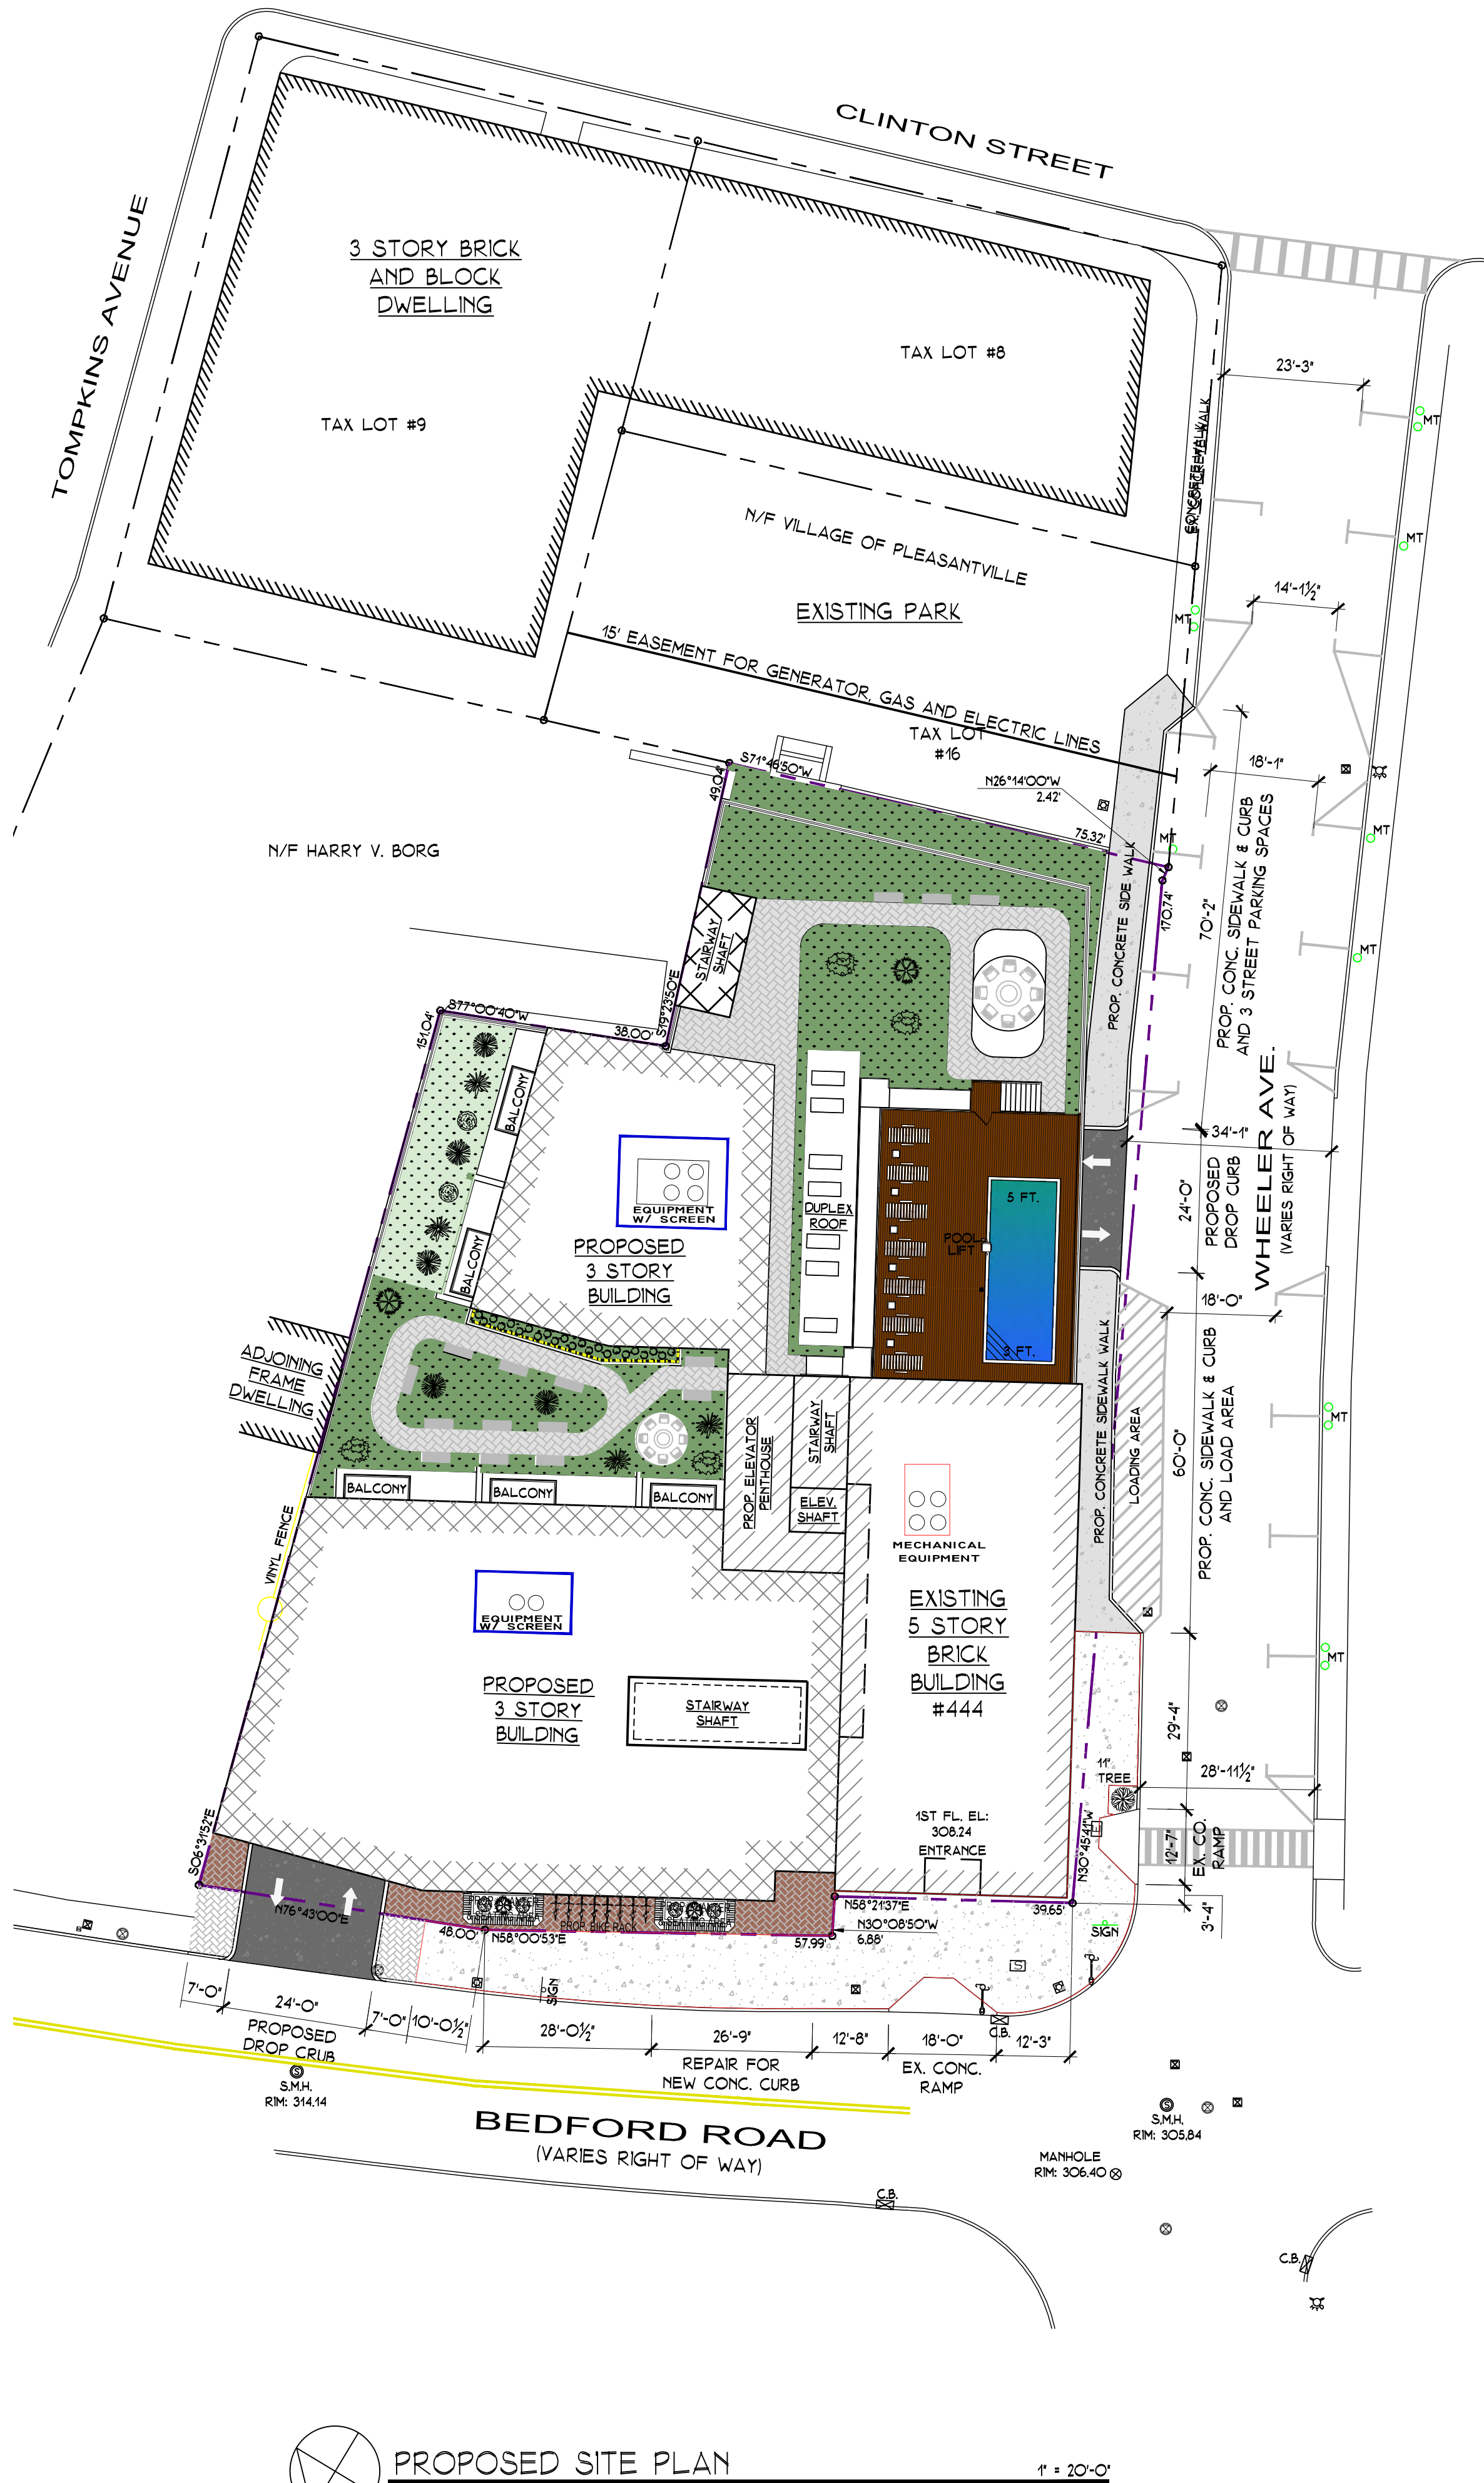 CLINTON STREET
TOMPKINS AVENUE
3 STORY BRICK
AND BLOCK
DWELLING
TAX LOT #8
TAX LOT #9
23'-3"
MT
CONCRETE WALK
EX. CONCRETE WALK
N/F VILLAGE OF PLEASANTVILLE
MT
EXISTING PARK
14'-1½"
MT
15' EASEMENT FOR GENERATOR, GAS AND ELECTRIC LINES
TAX LOT
#16
S71°46'50"W
49.04'
N26°14'00"W
2.42'
18'-1"
75.32'
MT
MT
N/F HARRY V. BORG
PROP. CONCRETE SIDE WALK
170.74'
70'-2"
PROP. CONC. SIDEWALK & CURB
AND 3 STREET PARKING SPACES
STAIRWAY
SHAFT
MT
S77°00'40"W
38.00'
S19°23'50"E
151.04'
BALCONY
WHEELER AVE.
(VARIES RIGHT OF WAY)
34'-1"
EQUIPMENT
W/ SCREEN
DUPLEX
ROOF
5 FT.
POOL
LIFT
3 FT.
24'-0"
PROPOSED
DROP CURB
PROPOSED
3 STORY
BUILDING
BALCONY
18'-0"
ADJOINING
FRAME
DWELLING
PROP. CONCRETE SIDEWALK WALK
LOADING AREA
60'-0"
PROP. CONC. SIDEWALK & CURB
AND LOAD AREA
MT
PROP. ELEVATOR
PENTHOUSE
STAIRWAY
SHAFT
ELEV.
SHAFT
BALCONY
BALCONY
BALCONY
VINYL FENCE
MECHANICAL
EQUIPMENT
EQUIPMENT
W/ SCREEN
EXISTING
5 STORY
BRICK
BUILDING
#444
MT
PROPOSED
3 STORY
BUILDING
STAIRWAY
SHAFT
29'-4"
11"
TREE
28'-11½"
1ST FL. EL:
308.24
ENTRANCE
E
12'-7"
EX. CO.
RAMP
S06°31'52"E
N30°45'41"W
N76°43'00"E
48.00'
N58°00'53"E
PROP. BIKE RACK
57.99'
N58°21'37"E
N30°08'50"W
6.88'
39.65'
3'-4"
SIGN
S
SIGN
C.B.
7'-0"
24'-0"
7'-0"
10'-0½"
28'-0½"
26'-9"
12'-8"
18'-0"
12'-3"
PROPOSED
DROP CRUB
REPAIR FOR
NEW CONC. CURB
EX. CONC.
RAMP
S
S.M.H.
RIM: 314.14
BEDFORD ROAD
(VARIES RIGHT OF WAY)
S
S.M.H.
RIM: 305.84
MANHOLE
RIM: 306.40
C.B.
C.B.
PROPOSED SITE PLAN
1" = 20'-0"